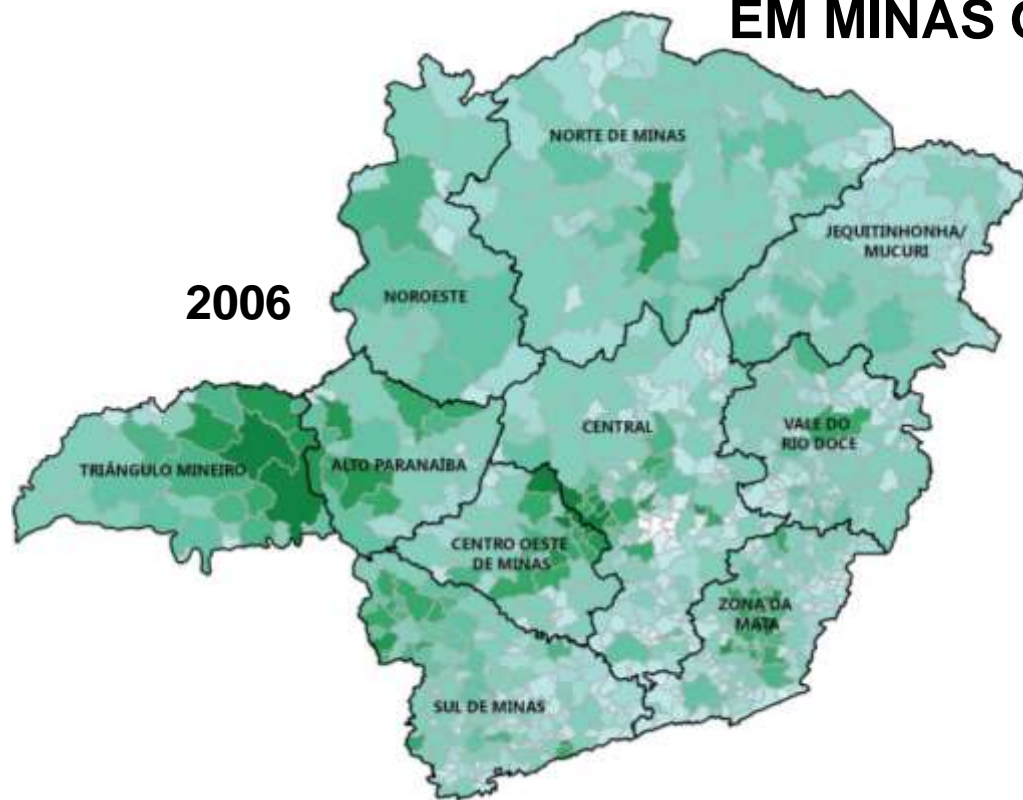 EM MINAS G
NORTE DE MINAS
JEQUITINHONHA/
MUCURI
2006
NOROESTE
CENTRAL
VALE DO
RIO DOCE
TRIÂNGULO MINEIRO
ALTO PARANAÍBA
CENTRO OESTE
DE MINAS
ZONA DA
MATA
SUL DE MINAS